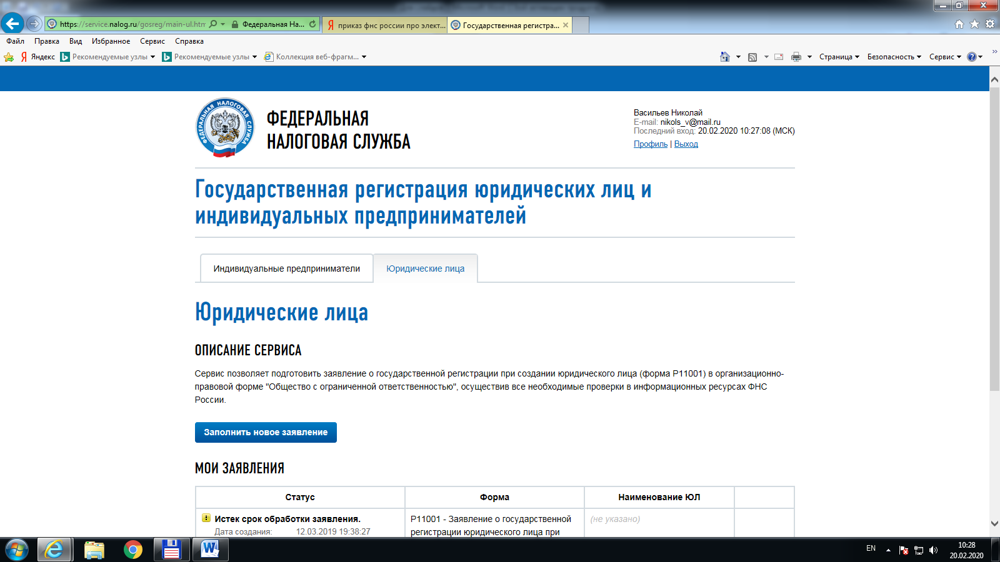 https://service.nalog.ru/gosreg/main-ul.htm
Федеральная На...
приказ фнс россии про элект...
Государственная регистра...
Файл Правка Вид Избранное Сервис Справка
Яндекс Рекомендуемые узлы Рекомендуемые узлы Коллекция веб-фрагм... Страница Безопасность Сервис
ФЕДЕРАЛЬНАЯ НАЛОГОВАЯ СЛУЖБА
ФЕДЕРАЛЬНАЯ
НАЛОГОВАЯ СЛУЖБА
Васильев Николай
E-mail: nikols_v@mail.ru
Последний вход: 20.02.2020 10:27:08 (МСК)
Профиль | Выход
Государственная регистрация юридических лиц и
индивидуальных предпринимателей
Индивидуальные предприниматели Юридические лица
Юридические лица
ОПИСАНИЕ СЕРВИСА
Сервис позволяет подготовить заявление о государственной регистрации при создании юридического лица (форма Р11001) в организационно-
правовой форме "Общество с ограниченной ответственностью", осуществив все необходимые проверки в информационных ресурсах ФНС
России.
Заполнить новое заявление
МОИ ЗАЯВЛЕНИЯ
Статус Форма Наименование ЮЛ
Истек срок обработки заявления. Р11001 - Заявление о государственной (не указано)
Дата создания: 12.03.2019 19:38:27 регистрации юридического лица при
EN 10:28
20.02.2020